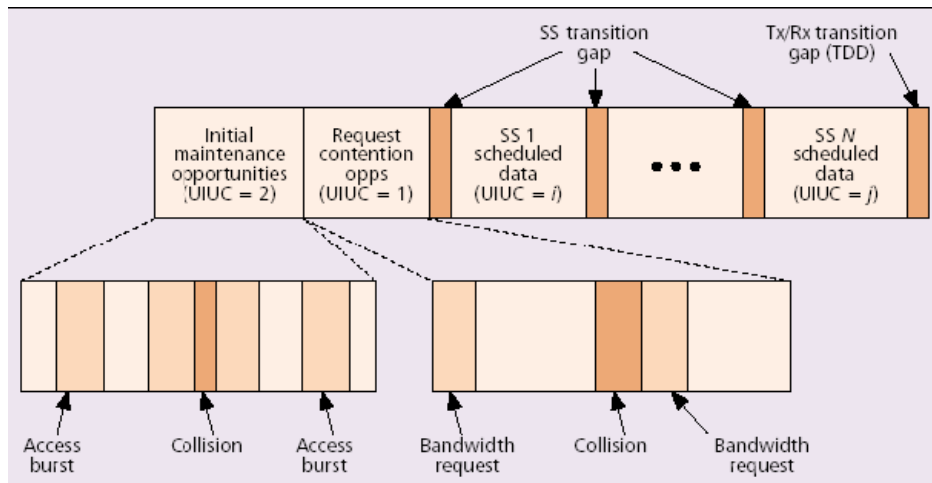 SS transition
gap
Tx/Rx transition
gap (TDD)
Initial
maintenance
opportunities
(UIUC = 2)
Request
contention
opps
(UIUC = 1)
SS 1
scheduled
data
(UIUC = i)
SS N
scheduled
data
(UIUC = j)
Access
burst
Collision
Access
burst
Bandwidth
request
Collision
Bandwidth
request